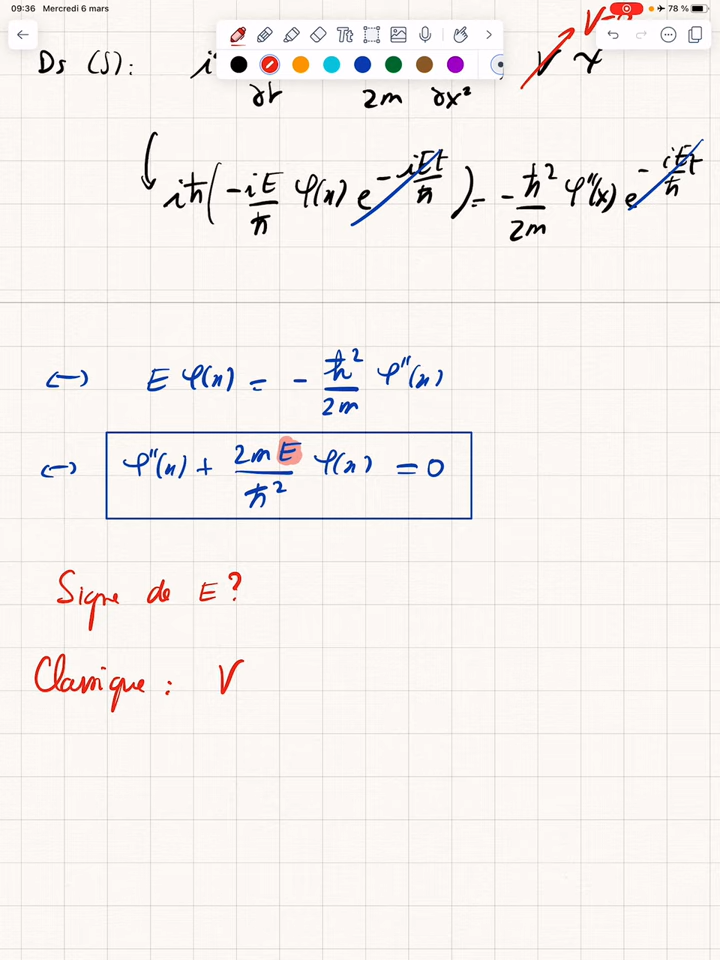 09:36 Mercredi 6 mars 78 %
V=0
Ds (S): i
∂t 2m ∂x² V ψ
iħ(-iE/ħ φ(x) e^(-iEt/ħ)) = -ħ²/2m φ''(x) e^(-iEt/ħ)
⟷ E φ(x) = - ħ²/2m φ''(x)
⟷ φ''(x) + 2mE/ħ² φ(x) = 0
Signe de E?
Classique : V